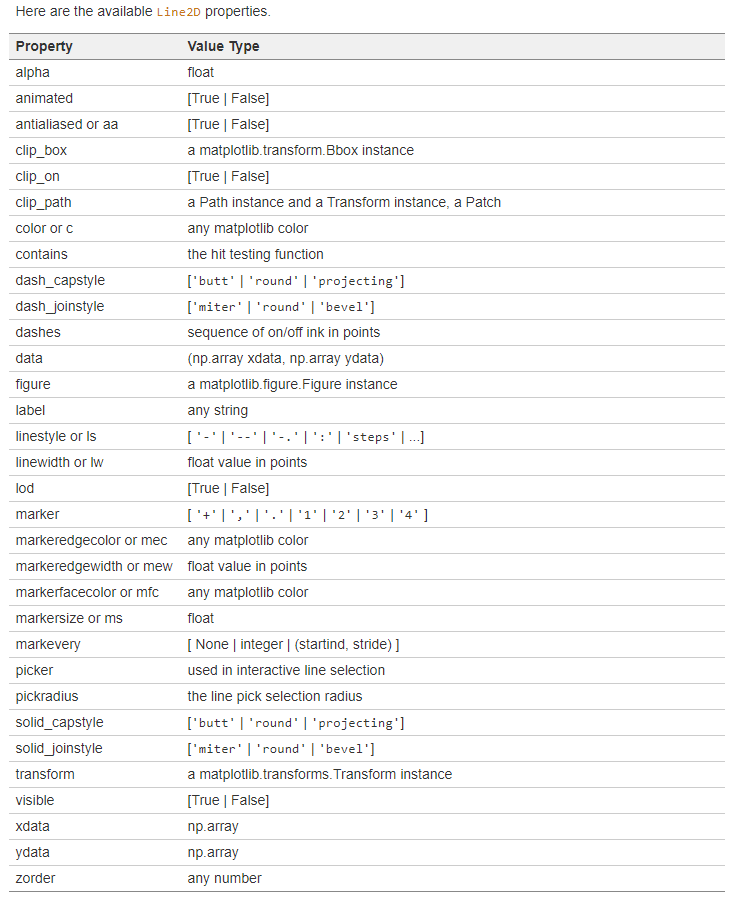 Here are the available Line2D properties.
Property Value Type
alpha float
animated [True | False]
antialiased or aa [True | False]
clip_box a matplotlib.transform.Bbox instance
clip_on [True | False]
clip_path a Path instance and a Transform instance, a Patch
color or c any matplotlib color
contains the hit testing function
dash_capstyle ['butt' | 'round' | 'projecting']
dash_joinstyle ['miter' | 'round' | 'bevel']
dashes sequence of on/off ink in points
data (np.array xdata, np.array ydata)
figure a matplotlib.figure.Figure instance
label any string
linestyle or ls [ '-' | '--' | '-.' | ':' | 'steps' | ...]
linewidth or lw float value in points
lod [True | False]
marker [ '+' | ',' | '.' | '1' | '2' | '3' | '4' ]
markeredgecolor or mec any matplotlib color
markeredgewidth or mew float value in points
markerfacecolor or mfc any matplotlib color
markersize or ms float
markevery [ None | integer | (startind, stride) ]
picker used in interactive line selection
pickradius the line pick selection radius
solid_capstyle ['butt' | 'round' | 'projecting']
solid_joinstyle ['miter' | 'round' | 'bevel']
transform a matplotlib.transforms.Transform instance
visible [True | False]
xdata np.array
ydata np.array
zorder any number